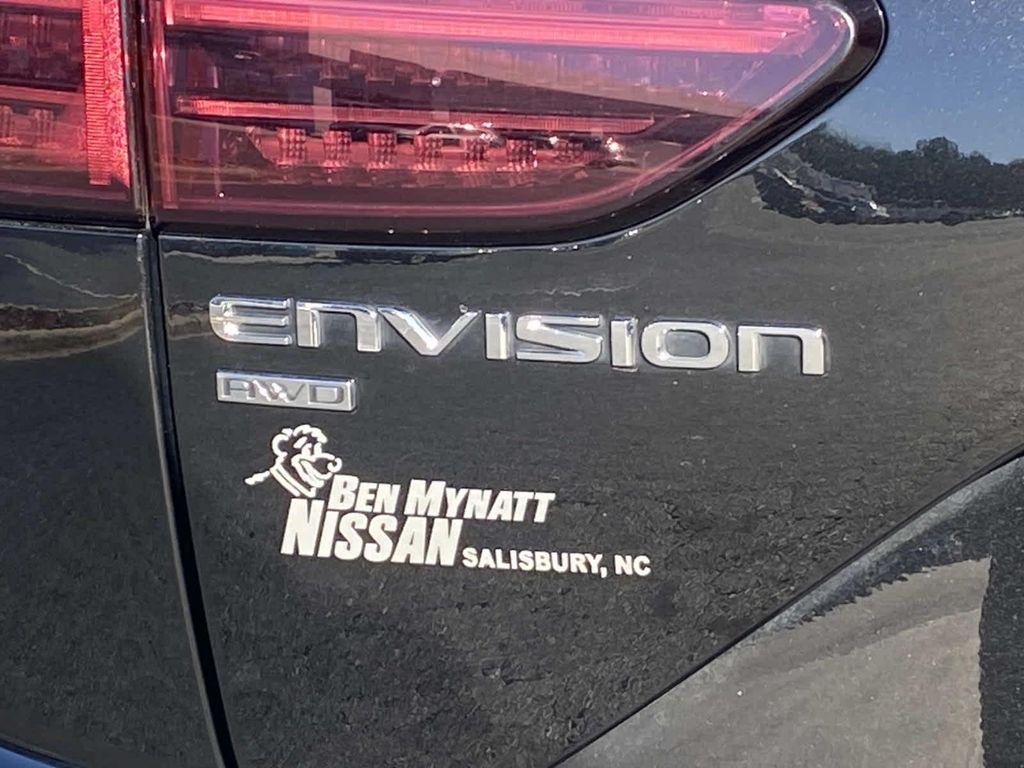 ENVISION
AWD
BEN MYNATT
NISSAN SALISBURY, NC